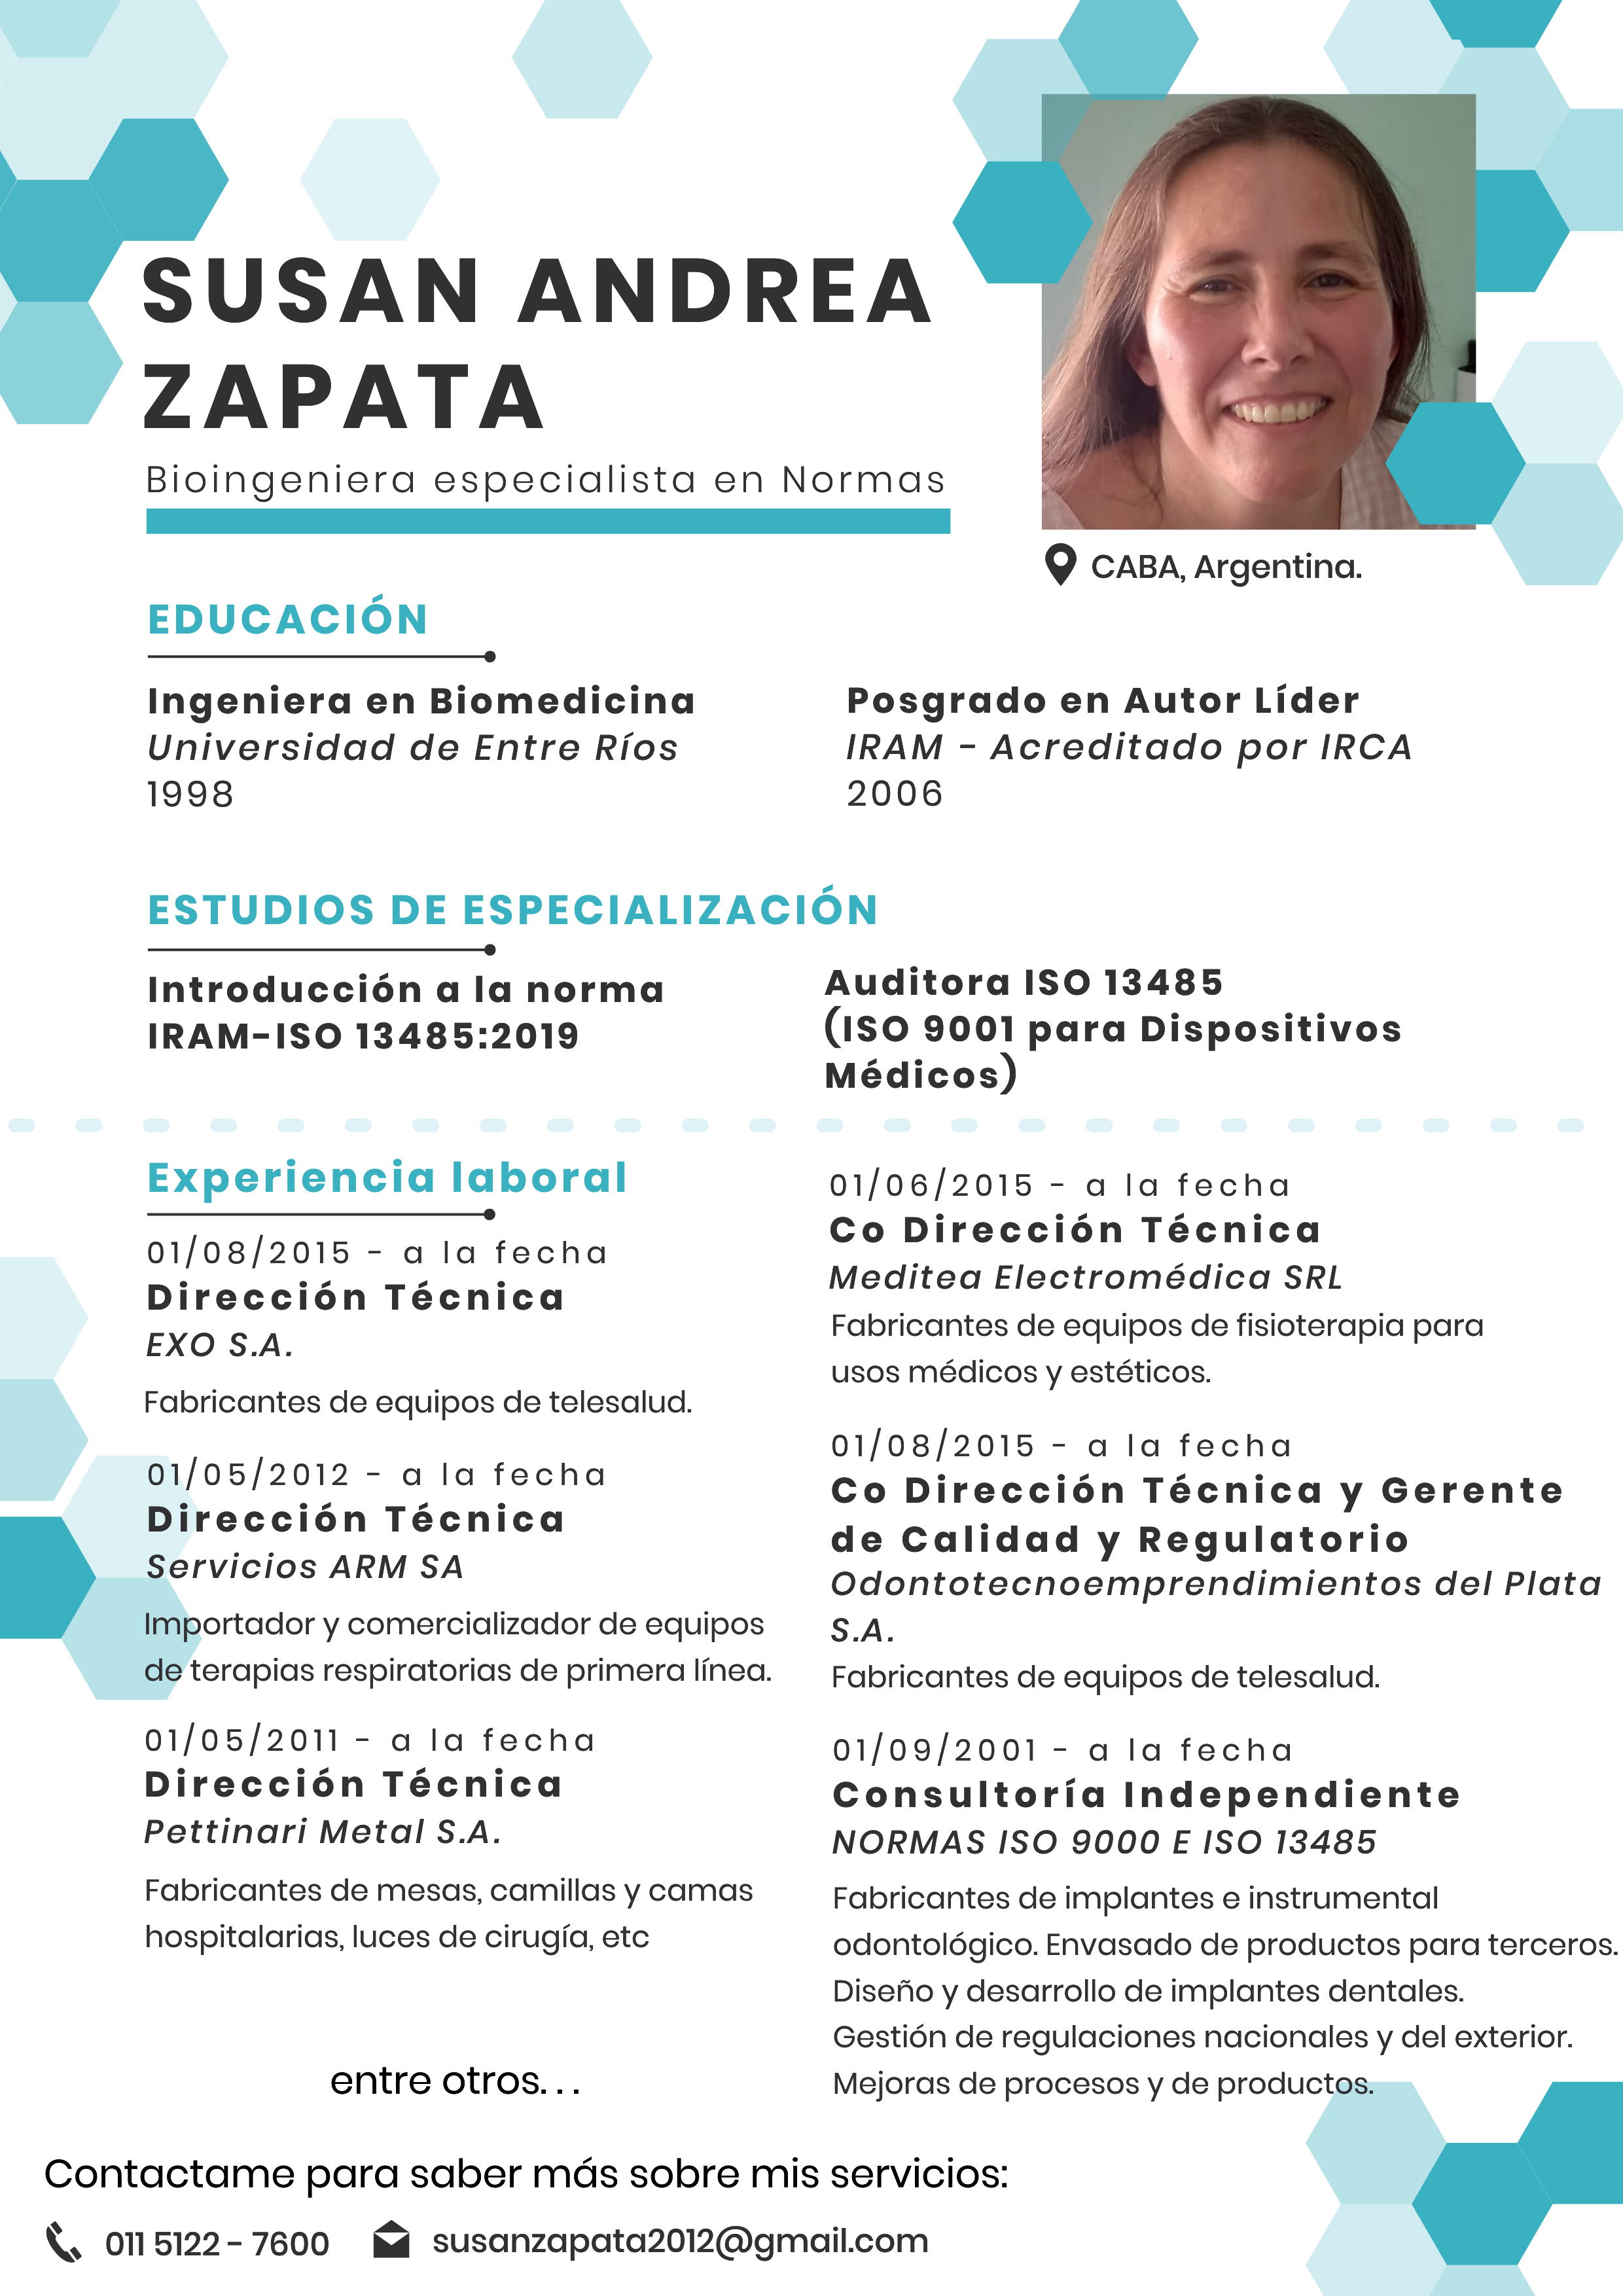 SUSAN ANDREA
ZAPATA
Bioingeniera especialista en Normas
CABA, Argentina.
EDUCACIÓN
Ingeniera en Biomedicina
Universidad de Entre Ríos
1998
Posgrado en Autor Líder
IRAM - Acreditado por IRCA
2006
ESTUDIOS DE ESPECIALIZACIÓN
Introducción a la norma
IRAM-ISO 13485:2019
Auditora ISO 13485
(ISO 9001 para Dispositivos
Médicos)
Experiencia laboral
01/08/2015 - a la fecha
Dirección Técnica
EXO S.A.
Fabricantes de equipos de telesalud.
01/05/2012 - a la fecha
Dirección Técnica
Servicios ARM SA
Importador y comercializador de equipos
de terapias respiratorias de primera línea.
01/05/2011 - a la fecha
Dirección Técnica
Pettinari Metal S.A.
Fabricantes de mesas, camillas y camas
hospitalarias, luces de cirugía, etc
entre otros...
01/06/2015 - a la fecha
Co Dirección Técnica
Meditea Electromédica SRL
Fabricantes de equipos de fisioterapia para
usos médicos y estéticos.
01/08/2015 - a la fecha
Co Dirección Técnica y Gerente
de Calidad y Regulatorio
Odontotecnoemprendimientos del Plata
S.A.
Fabricantes de equipos de telesalud.
01/09/2001 - a la fecha
Consultoría Independiente
NORMAS ISO 9000 E ISO 13485
Fabricantes de implantes e instrumental
odontológico. Envasado de productos para terceros.
Diseño y desarrollo de implantes dentales.
Gestión de regulaciones nacionales y del exterior.
Mejoras de procesos y de productos.
Contactame para saber más sobre mis servicios:
011 5122 - 7600
susanzapata2012@gmail.com